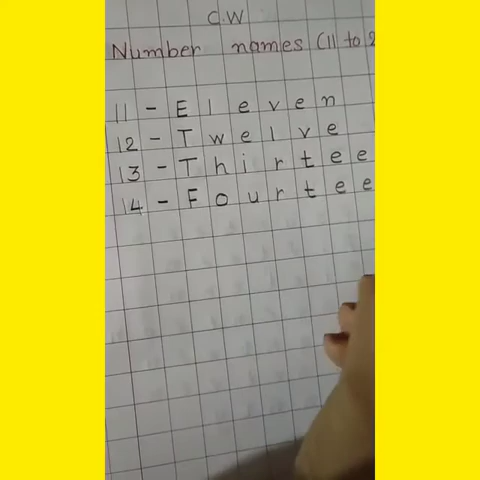 C.W
Number names (11 to 2
11 - Eleven
12 - Twelve
13 - Thirtee
14 - Fourtee